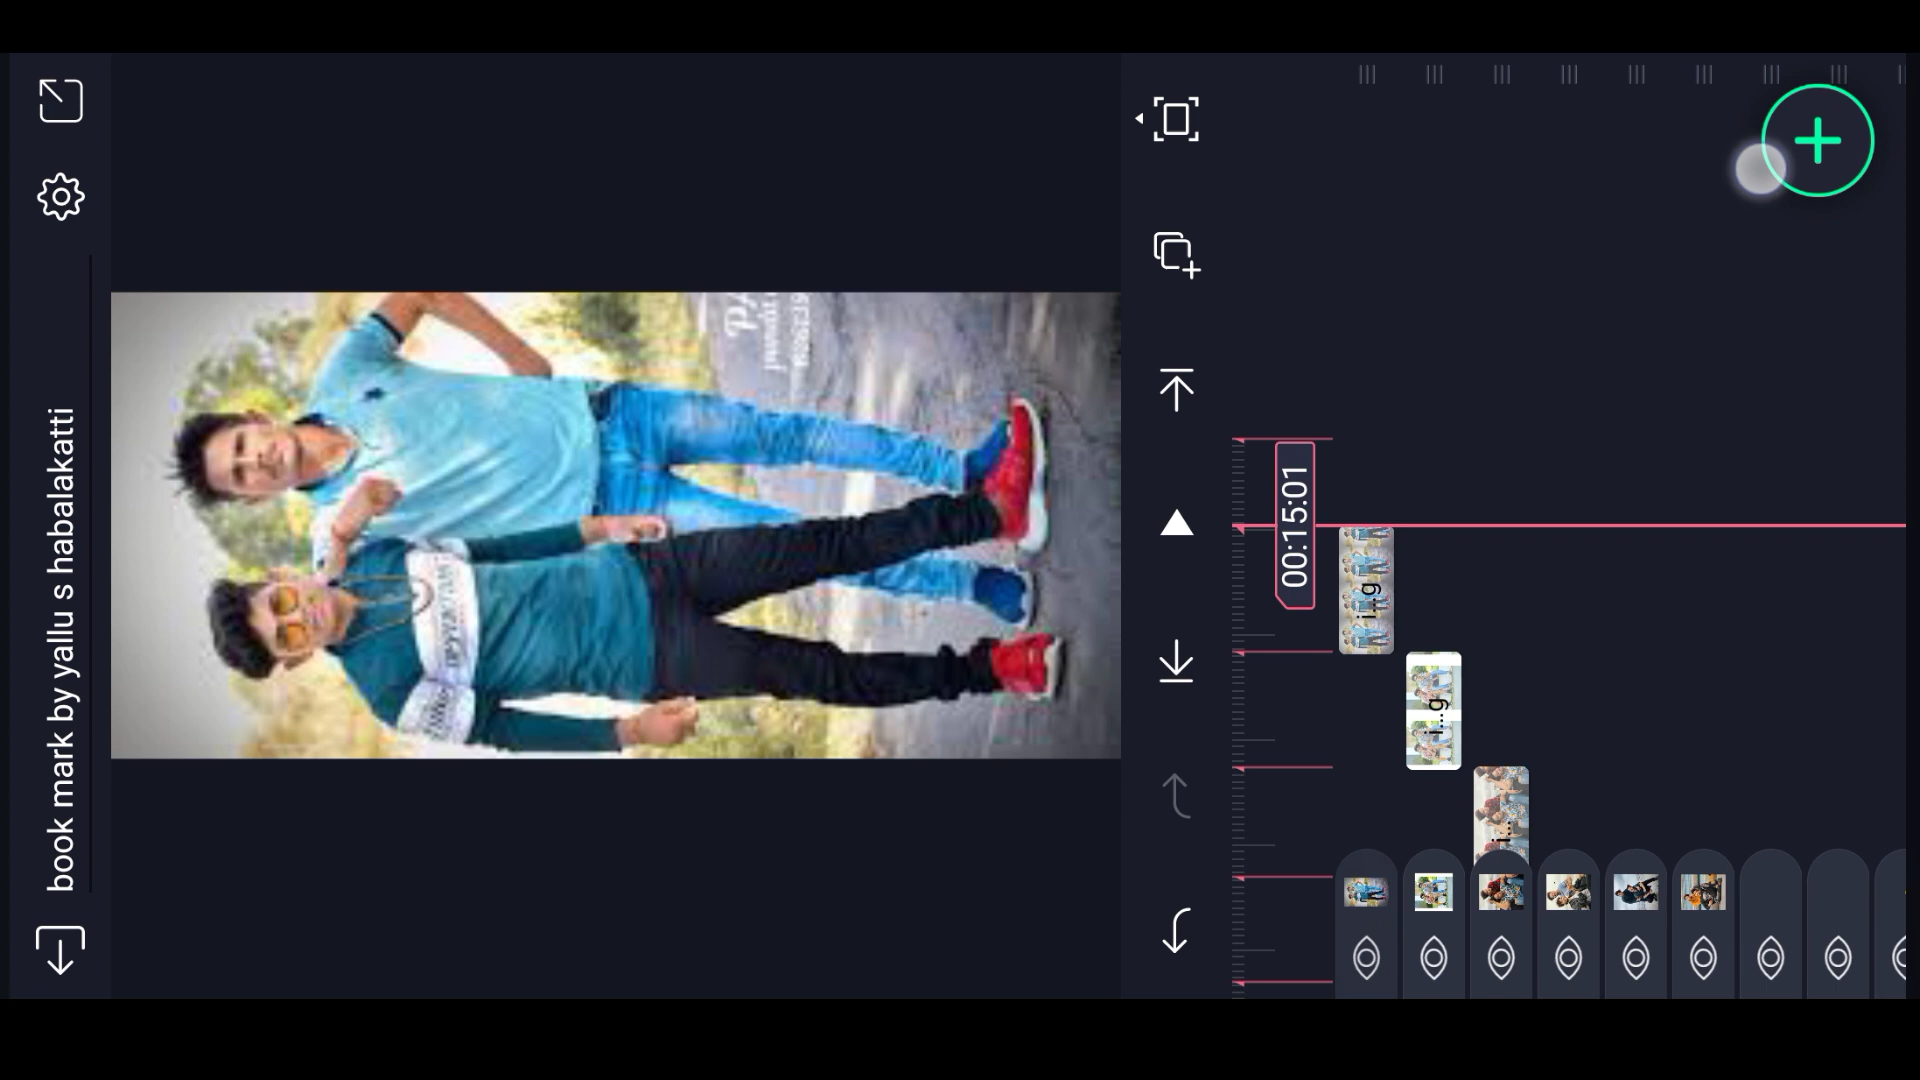 book mark by yallu s habalakatti
00:15:01
i...g
i...g
i...